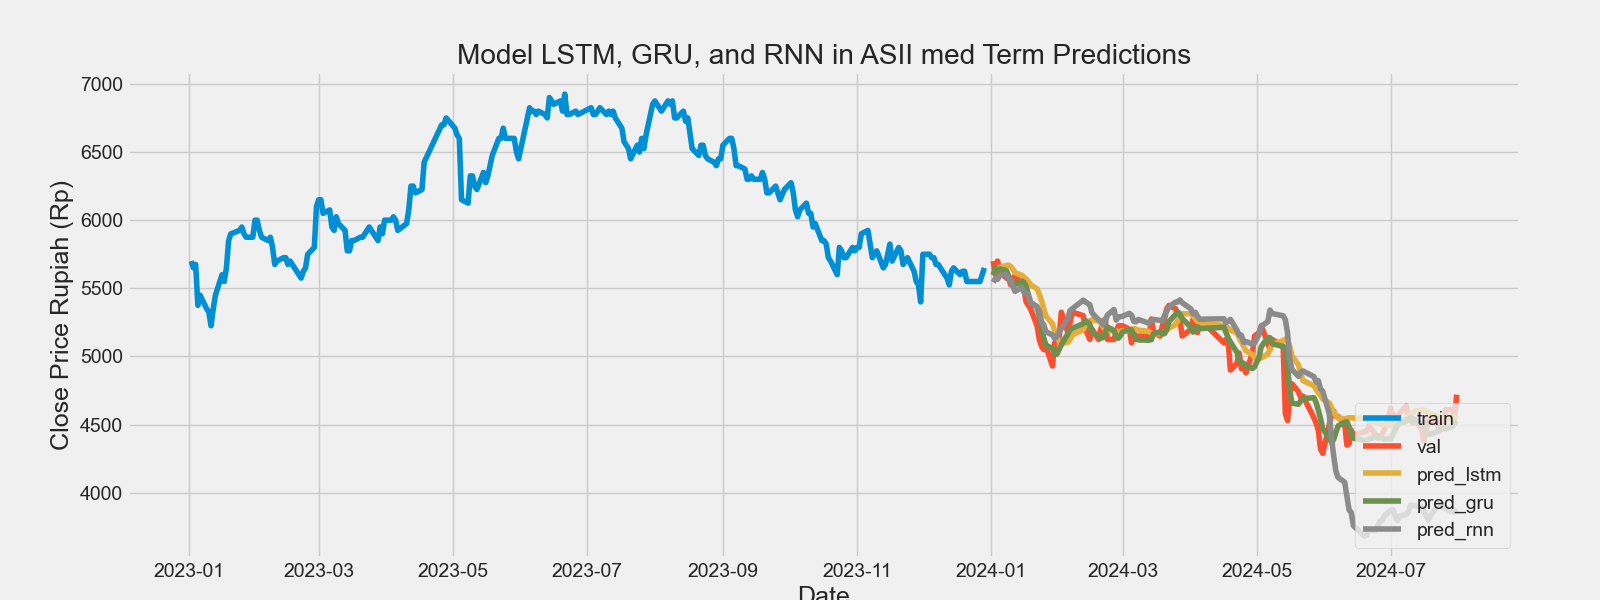 Model LSTM, GRU, and RNN in ASII med Term Predictions
Close Price Rupiah (Rp)
7000
6500
6000
5500
5000
4500
4000
train
val
pred_lstm
pred_gru
pred_rnn
2023-01 2023-03 2023-05 2023-07 2023-09 2023-11 2024-01 2024-03 2024-05 2024-07
Date